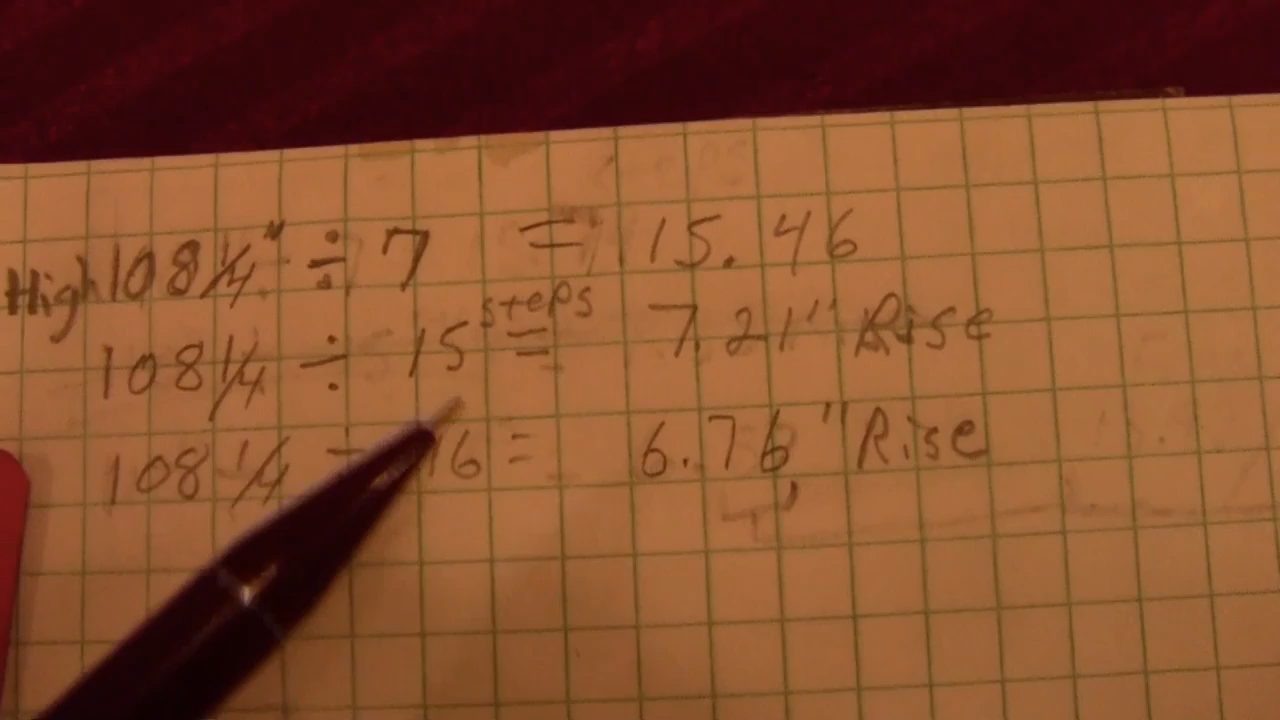 High 108 1/4" ÷ 7 = 15.46
108 1/4 ÷ 15 steps = 7.21" Rise
108 1/4 ÷ 16 = 6.76" Rise